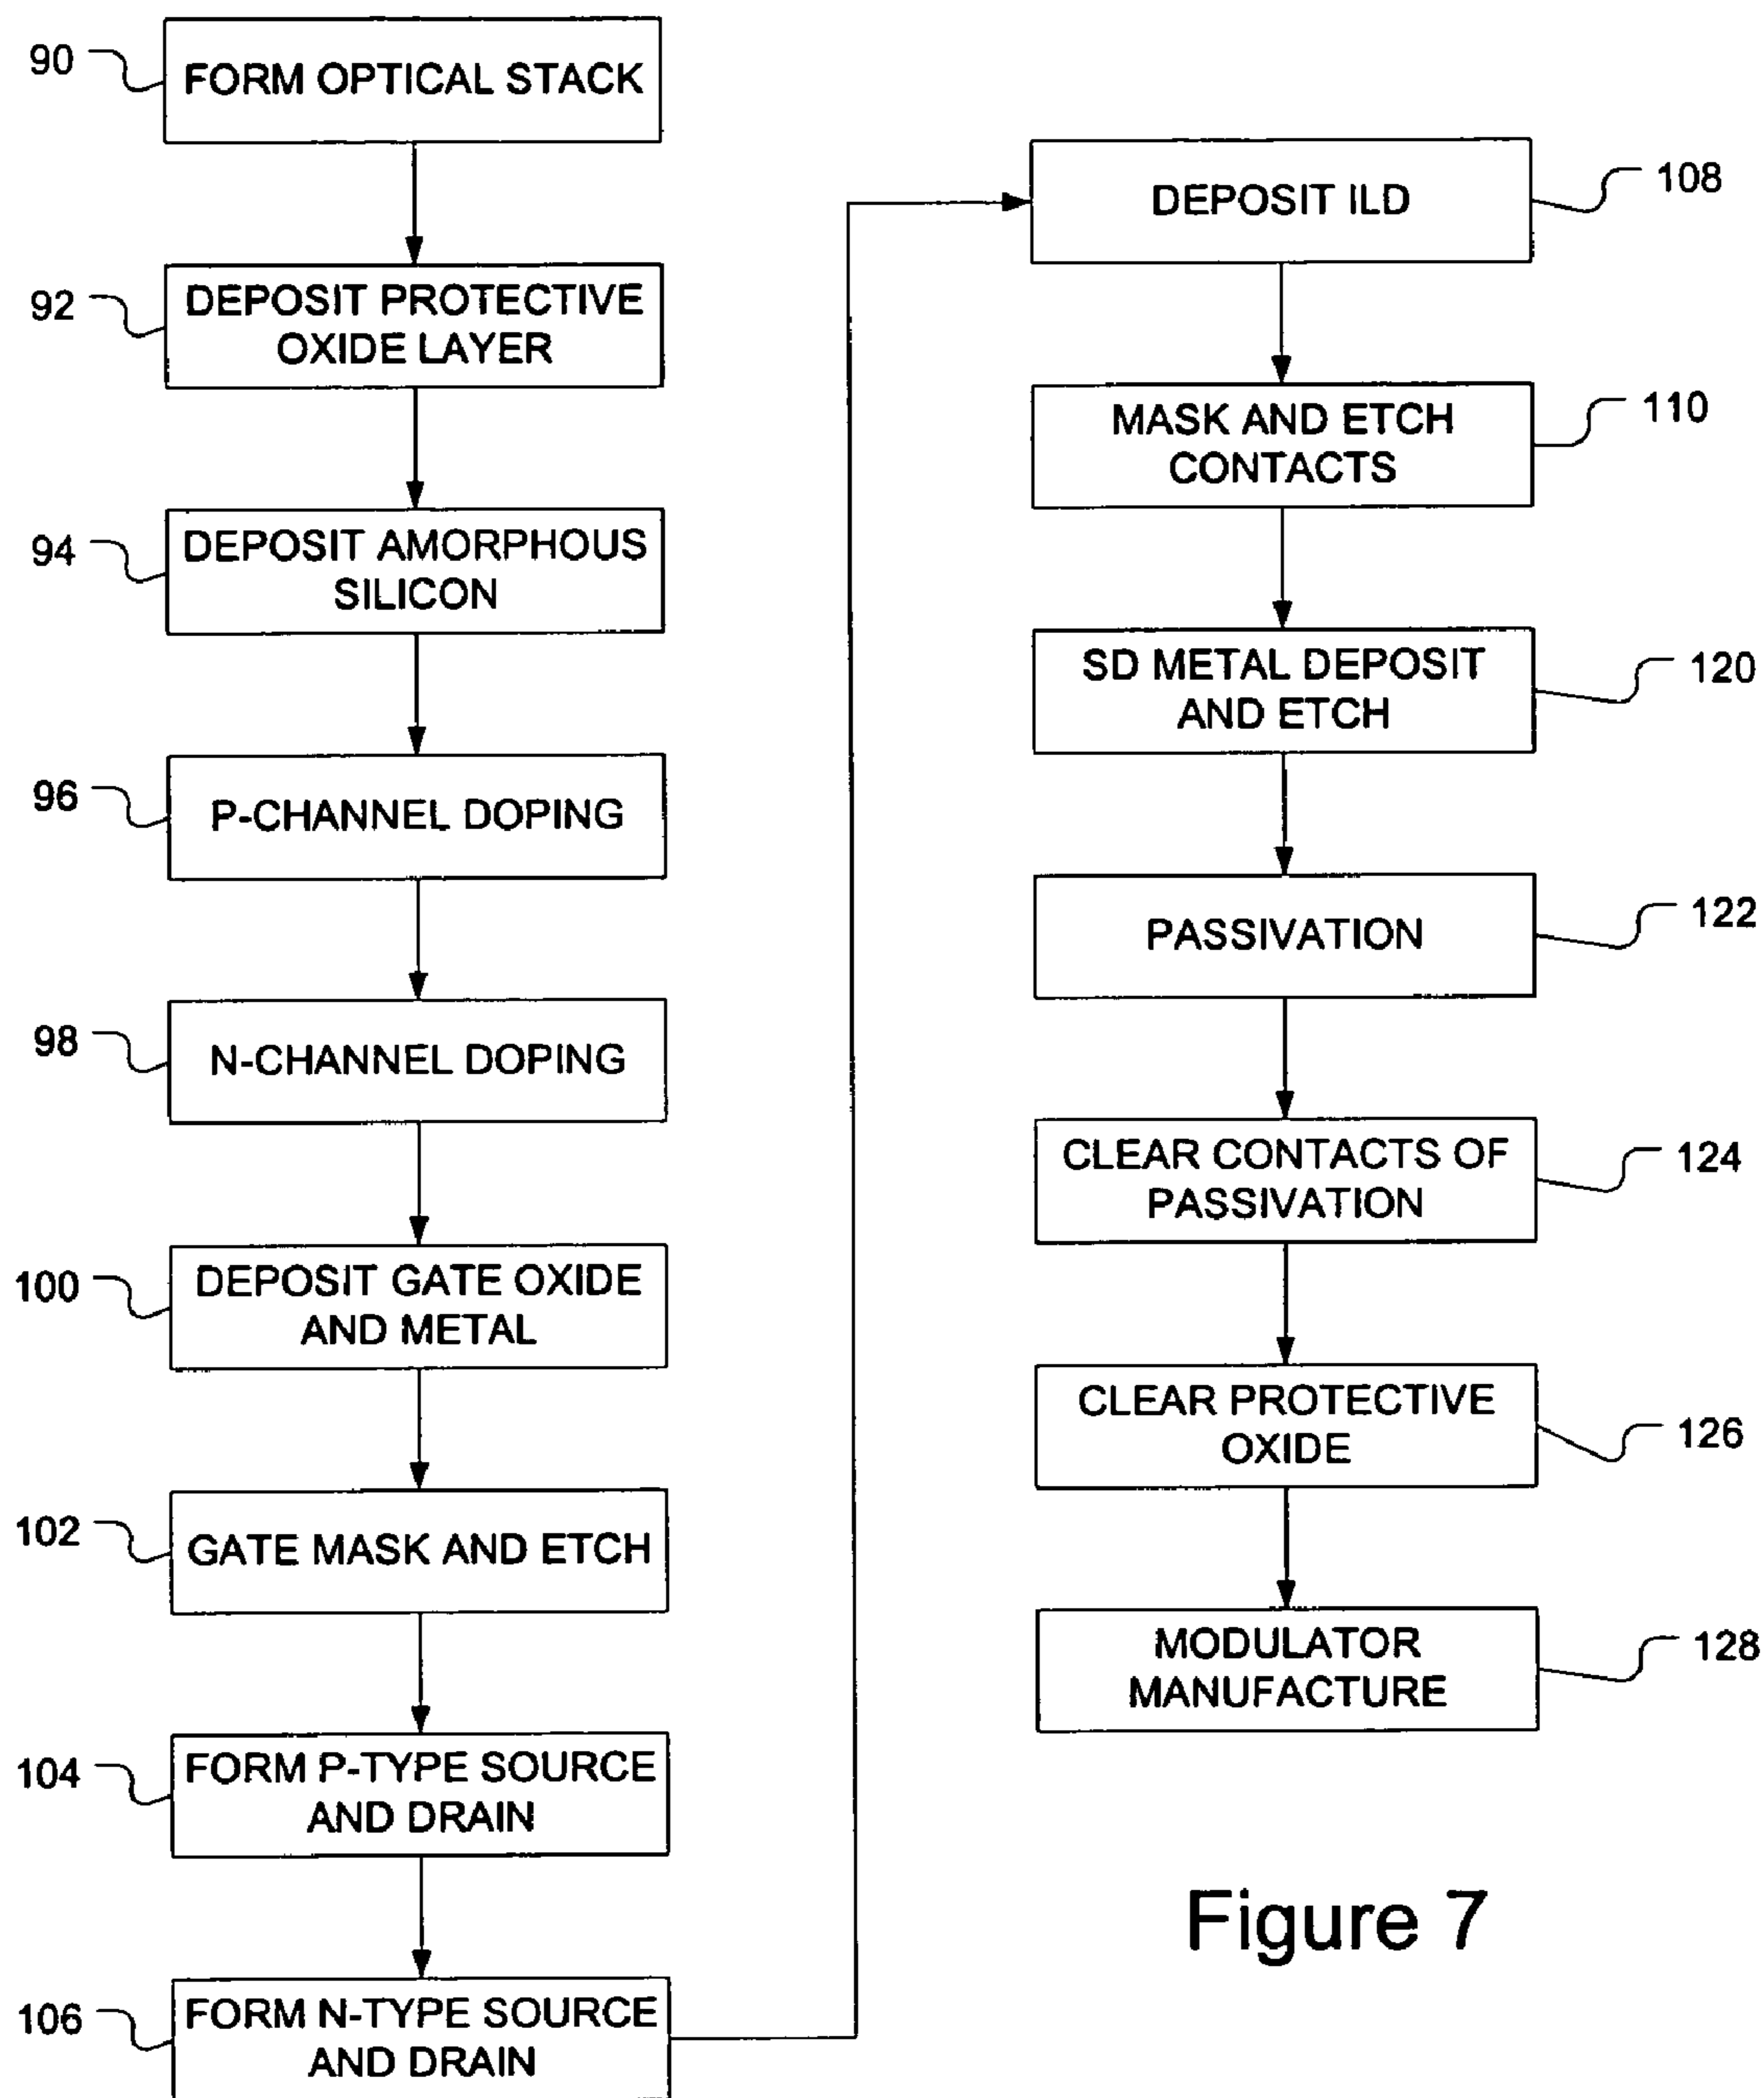 90
FORM OPTICAL STACK
92
DEPOSIT PROTECTIVE
OXIDE LAYER
94
DEPOSIT AMORPHOUS
SILICON
96
P-CHANNEL DOPING
98
N-CHANNEL DOPING
100
DEPOSIT GATE OXIDE
AND METAL
102
GATE MASK AND ETCH
104
FORM P-TYPE SOURCE
AND DRAIN
106
FORM N-TYPE SOURCE
AND DRAIN
DEPOSIT ILD
108
MASK AND ETCH
CONTACTS
110
SD METAL DEPOSIT
AND ETCH
120
PASSIVATION
122
CLEAR CONTACTS OF
PASSIVATION
124
CLEAR PROTECTIVE
OXIDE
126
MODULATOR
MANUFACTURE
128
Figure 7